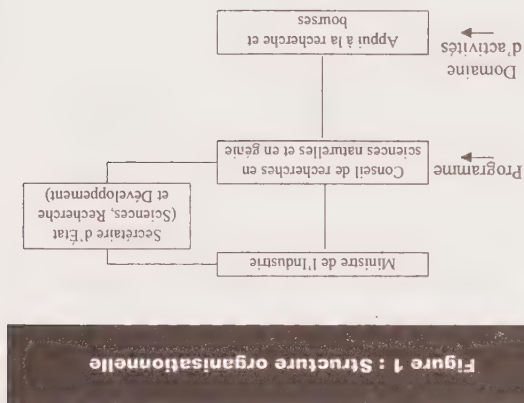 Figure 1 : Structure organisationnelle
Ministre de l'Industrie
Secrétaire d'État
(Sciences, Recherche
et Développement)
Programme
Conseil de recherches en
sciences naturelles et en génie
Domaine
d'activités
Appui à la recherche et
bourses